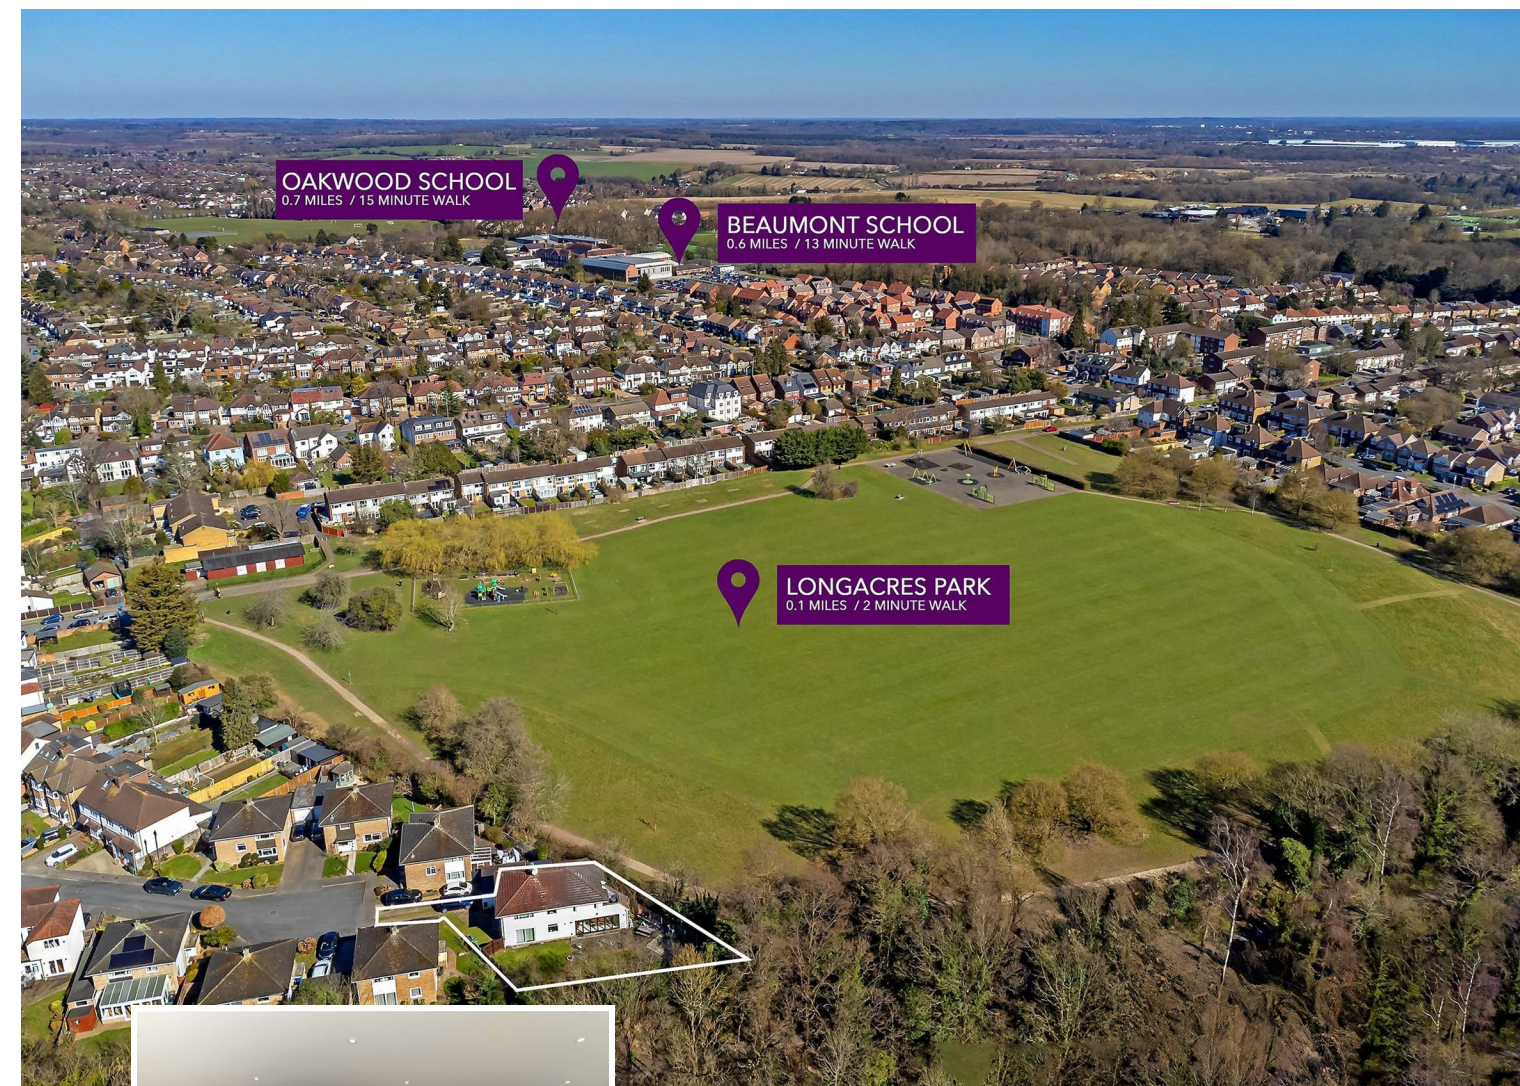 OAKWOOD SCHOOL
0.7 MILES / 15 MINUTE WALK
BEAUMONT SCHOOL
0.6 MILES / 13 MINUTE WALK
LONGACRES PARK
0.1 MILES / 2 MINUTE WALK